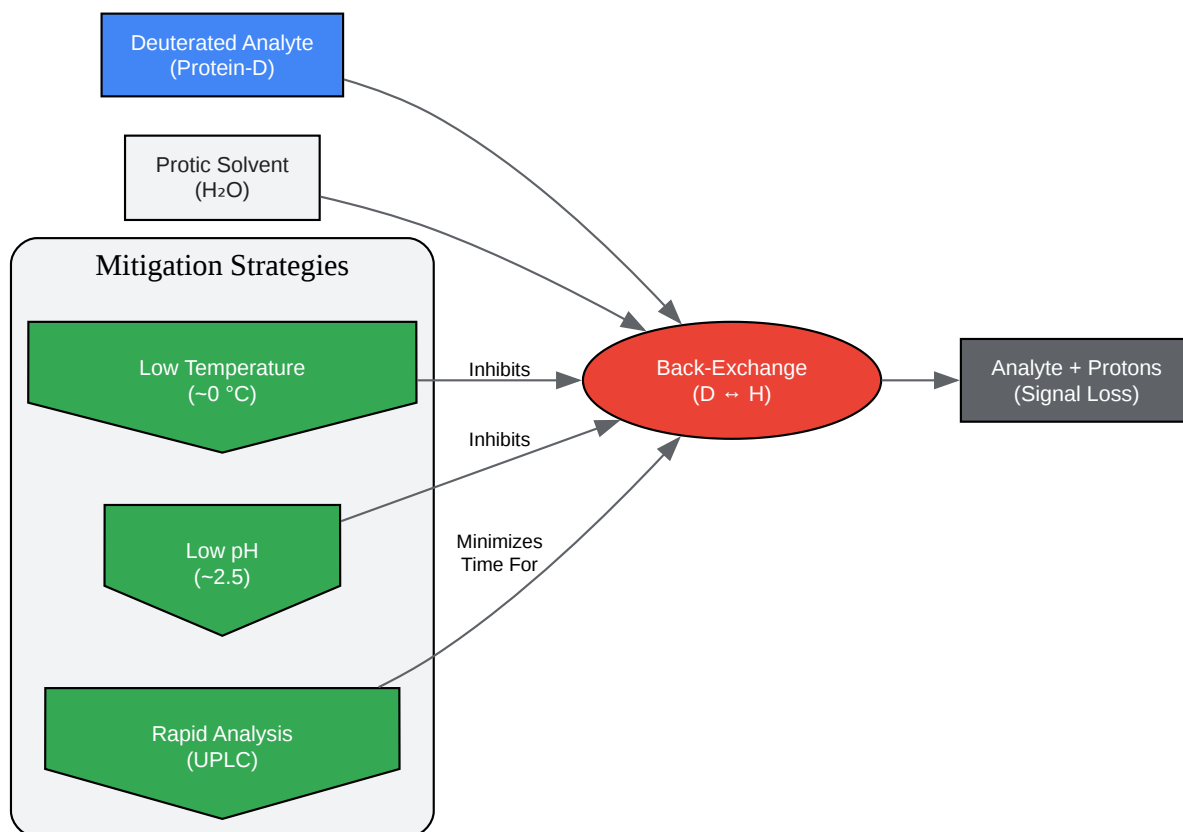 Deuterated Analyte
(Protein-D)
Protic Solvent
(H₂O)
Mitigation Strategies
Low Temperature
(~0 °C)
Inhibits
Back-Exchange
(D ↔ H)
Analyte + Protons
(Signal Loss)
Inhibits
Low pH
(~2.5)
Minimizes
Time For
Rapid Analysis
(UPLC)